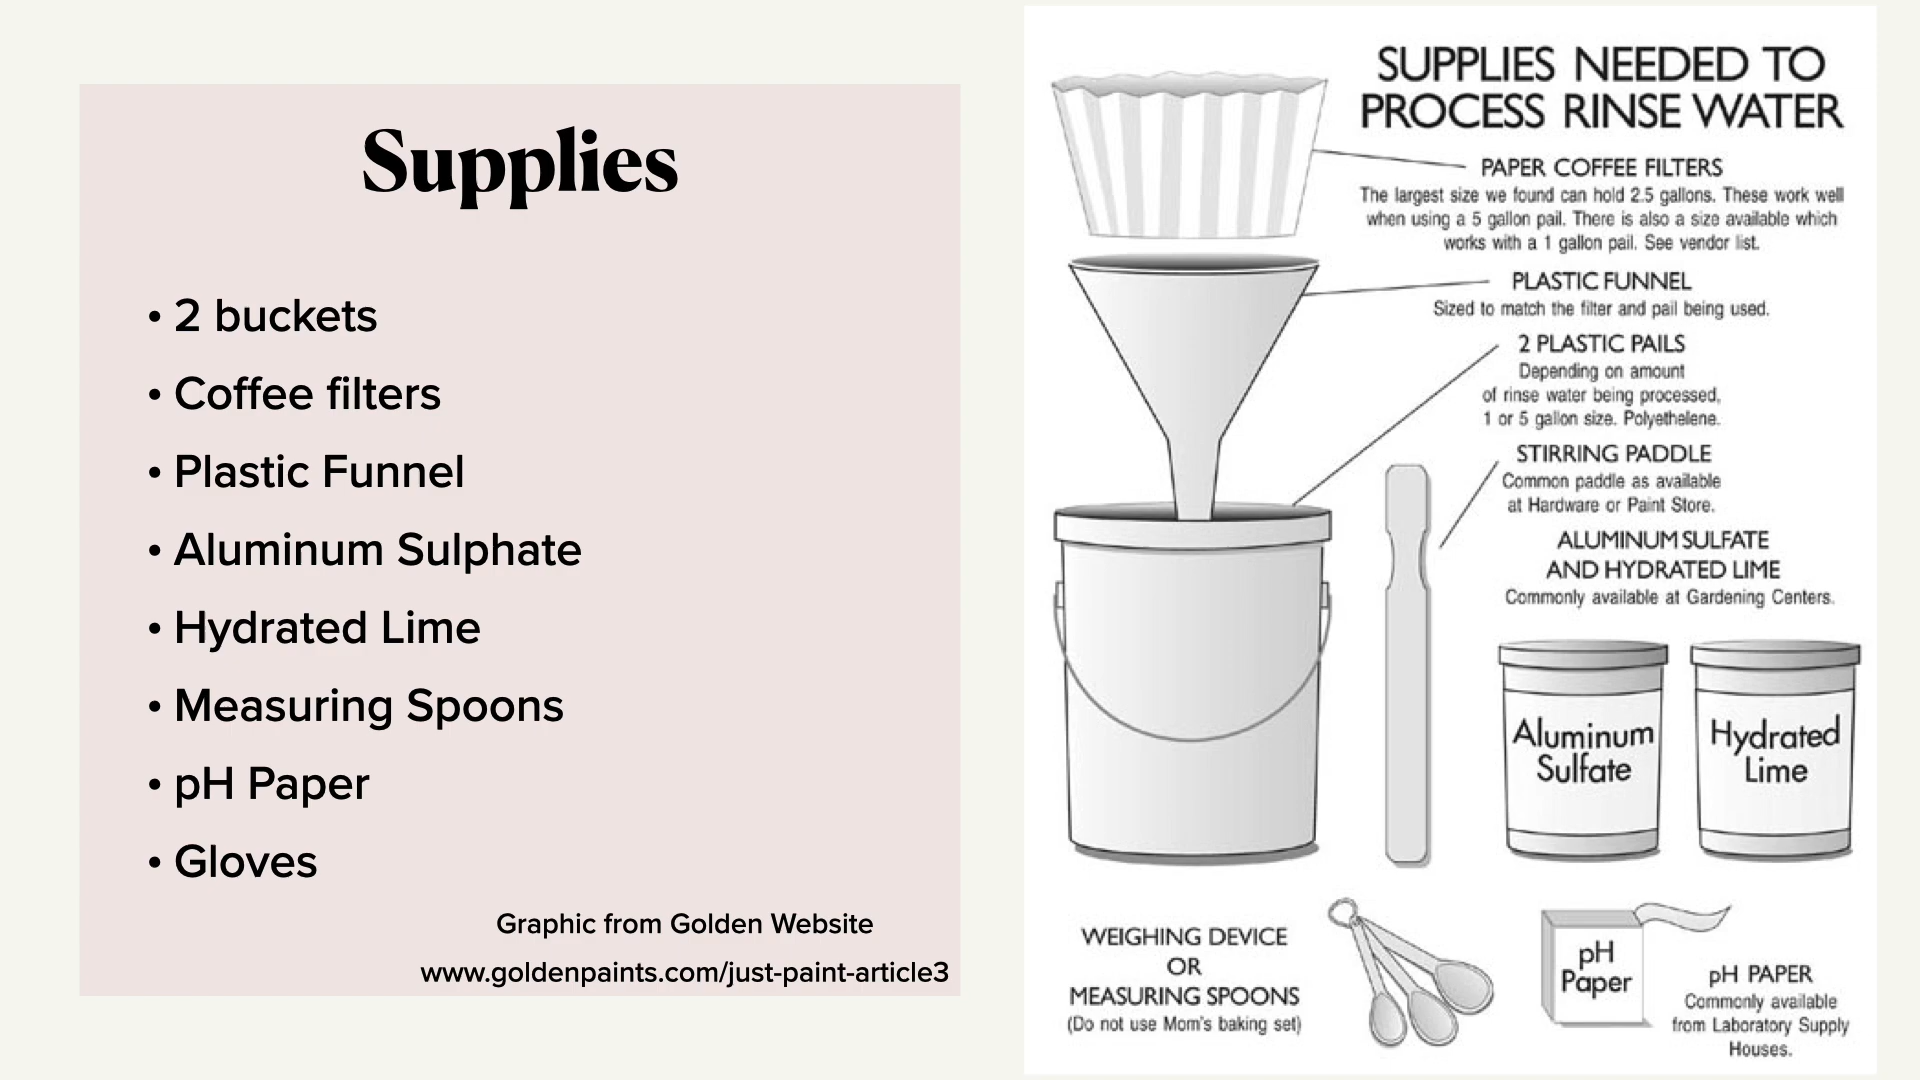 Supplies
• 2 buckets
• Coffee filters
• Plastic Funnel
• Aluminum Sulphate
• Hydrated Lime
• Measuring Spoons
• pH Paper
• Gloves
Graphic from Golden Website
www.goldenpaints.com/just-paint-article3
SUPPLIES NEEDED TO
PROCESS RINSE WATER
PAPER COFFEE FILTERS
The largest size we found can hold 2.5 gallons. These work well
when using a 5 gallon pail. There is also a size available which
works with a 1 gallon pail. See vendor list.
PLASTIC FUNNEL
Sized to match the filter and pail being used.
2 PLASTIC PAILS
Depending on amount
of rinse water being processed,
1 or 5 gallon size. Polyethelene.
STIRRING PADDLE
Common paddle as available
at Hardware or Paint Store.
ALUMINUM SULFATE
AND HYDRATED LIME
Commonly available at Gardening Centers.
Aluminum
Sulfate
Hydrated
Lime
WEIGHING DEVICE
OR
MEASURING SPOONS
(Do not use Mom's baking set)
pH
Paper
pH PAPER
Commonly available
from Laboratory Supply
Houses.